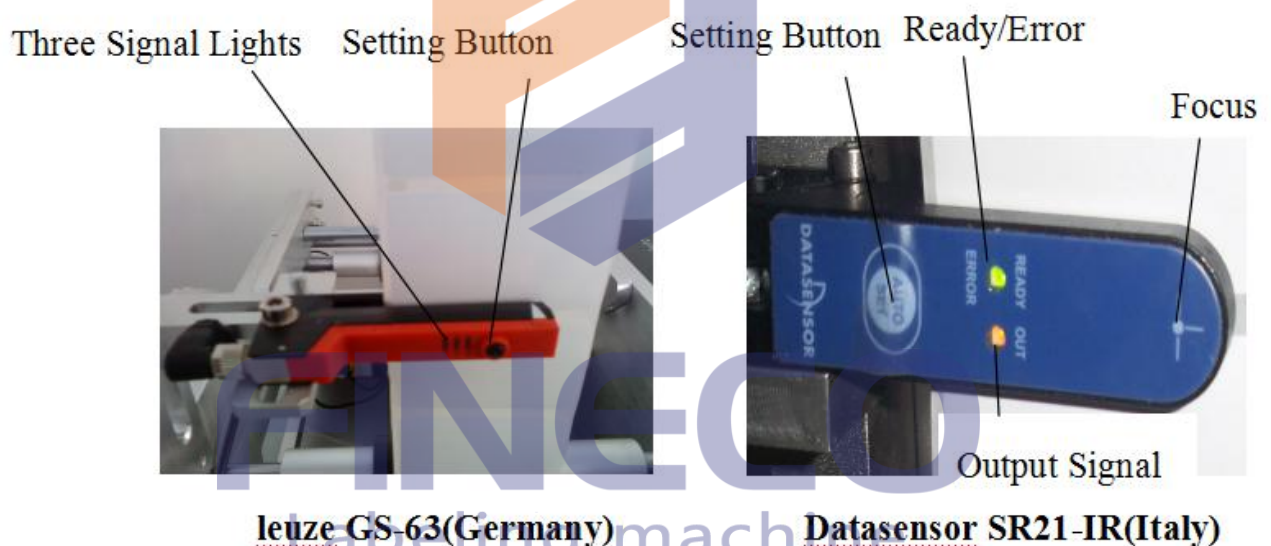 Three Signal Lights
Setting Button
Setting Button
Ready/Error
Focus
DATASENSOR
AUTO
SET
READY
ERROR
OUT
Output Signal
FINECO
labeling machine
leuze GS-63(Germany)
Datasensor SR21-IR(Italy)